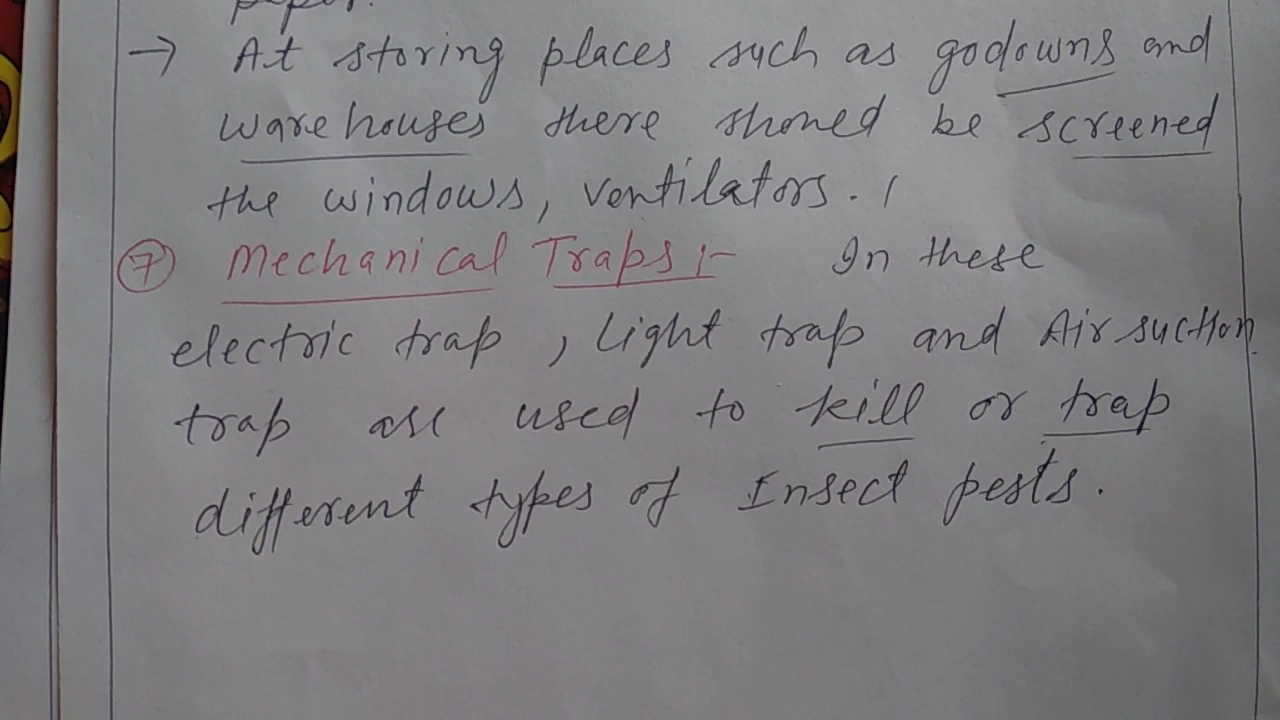 paper.
→ At storing places such as godowns and
warehouses there shoned be screened
the windows, ventilators. /
⑦ Mechanical Traps :- In these
electric trap, Light trap and Air suction
trap are used to kill or trap
different types of Insect pests.